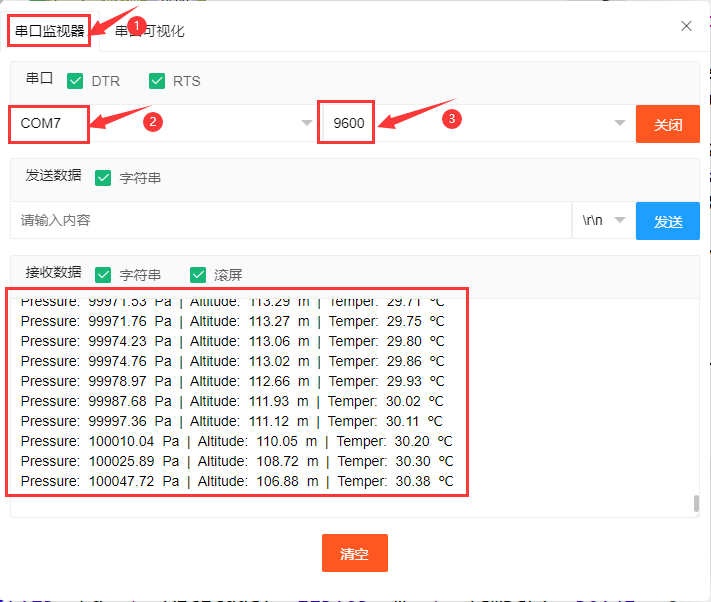 串口监视器
1
串口可视化
串口
DTR
RTS
COM7
2
9600
3
关闭
发送数据
字符串
请输入内容
\r\n
发送
接收数据
字符串
滚屏
Pressure: 99971.53 Pa | Altitude: 113.29 m | Temper: 29.71 ℃
Pressure: 99971.76 Pa | Altitude: 113.27 m | Temper: 29.75 ℃
Pressure: 99974.23 Pa | Altitude: 113.06 m | Temper: 29.80 ℃
Pressure: 99974.76 Pa | Altitude: 113.02 m | Temper: 29.86 ℃
Pressure: 99978.97 Pa | Altitude: 112.66 m | Temper: 29.93 ℃
Pressure: 99987.68 Pa | Altitude: 111.93 m | Temper: 30.02 ℃
Pressure: 99997.36 Pa | Altitude: 111.12 m | Temper: 30.11 ℃
Pressure: 100010.04 Pa | Altitude: 110.05 m | Temper: 30.20 ℃
Pressure: 100025.89 Pa | Altitude: 108.72 m | Temper: 30.30 ℃
Pressure: 100047.72 Pa | Altitude: 106.88 m | Temper: 30.38 ℃
清空